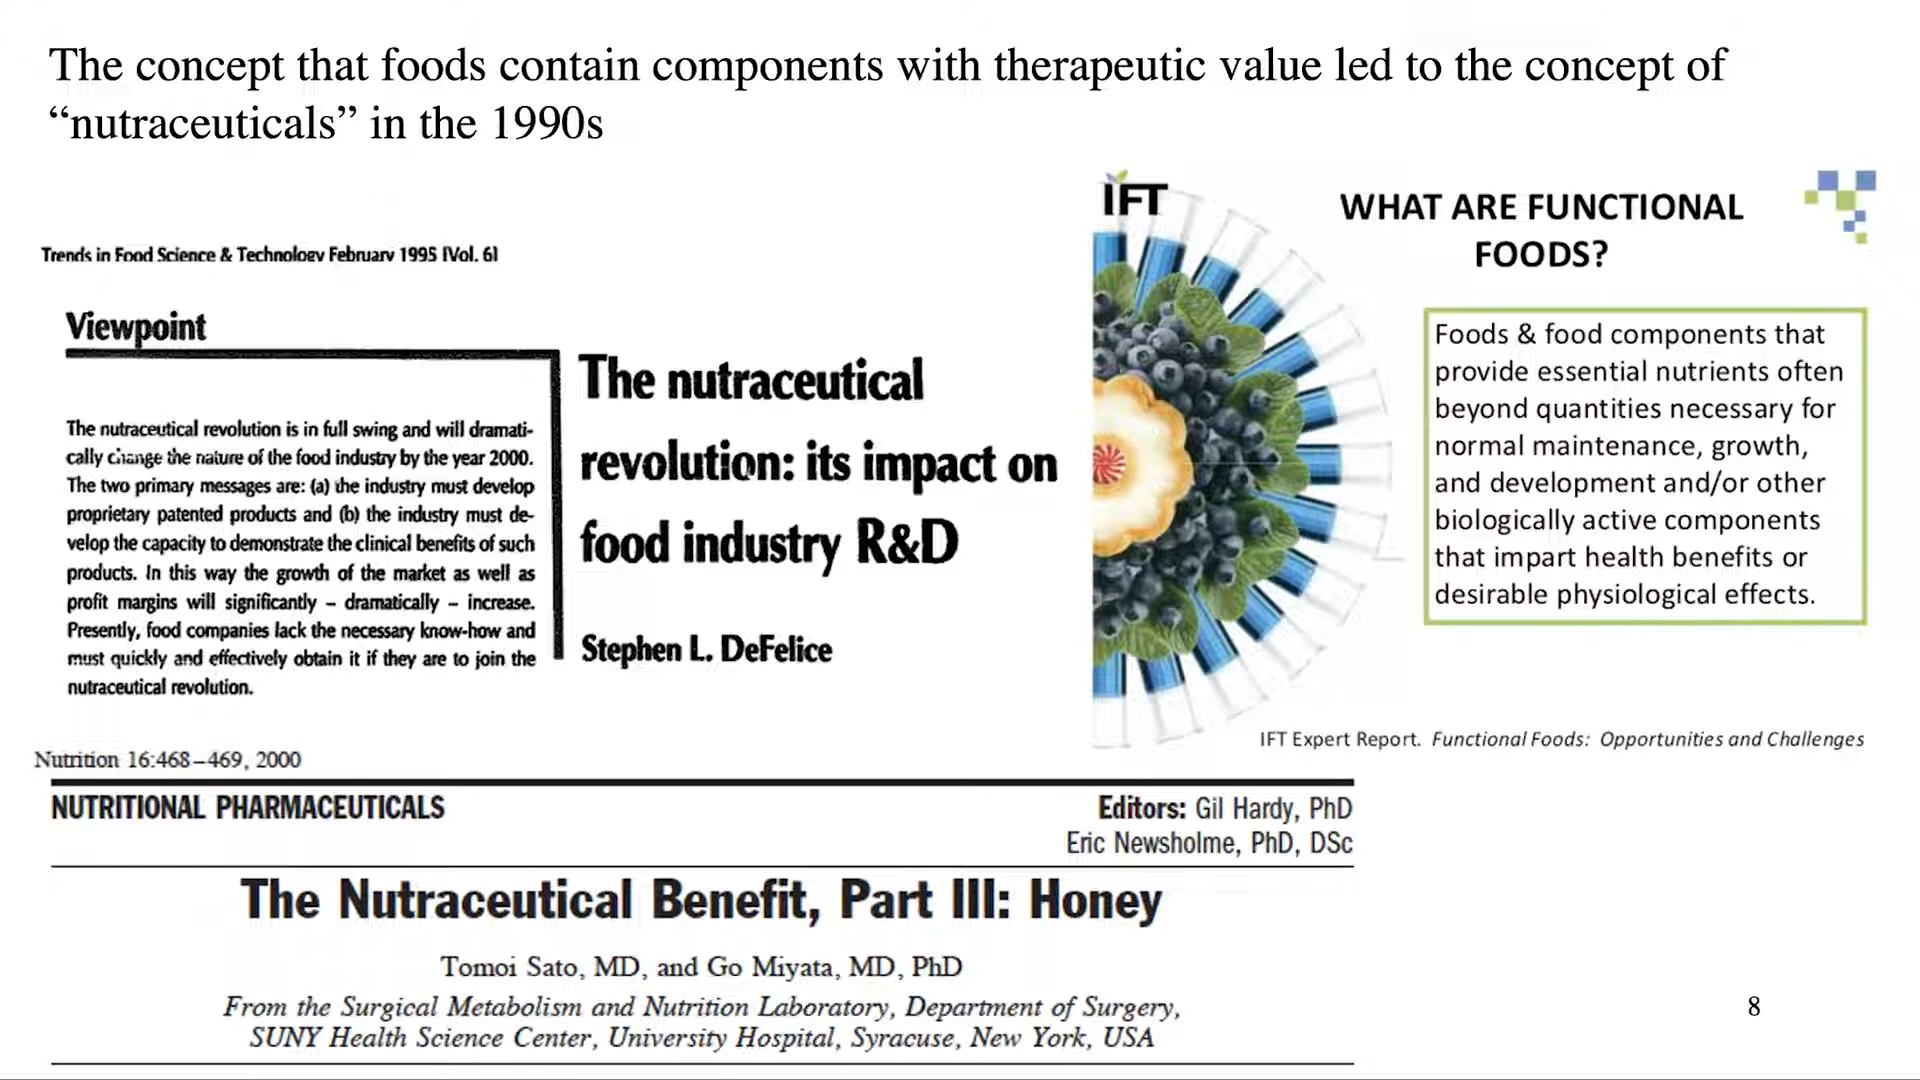 The concept that foods contain components with therapeutic value led to the concept of
“nutraceuticals” in the 1990s
Trends in Food Science & Technology February 1995 [Vol. 6]
Viewpoint
The nutraceutical revolution is in full swing and will dramati-
cally change the nature of the food industry by the year 2000.
The two primary messages are: (a) the industry must develop
proprietary patented products and (b) the industry must de-
velop the capacity to demonstrate the clinical benefits of such
products. In this way the growth of the market as well as
profit margins will significantly – dramatically – increase.
Presently, food companies lack the necessary know-how and
must quickly and effectively obtain it if they are to join the
nutraceutical revolution.
The nutraceutical
revolution: its impact on
food industry R&D
Stephen L. DeFelice
IFT
WHAT ARE FUNCTIONAL
FOODS?
Foods & food components that
provide essential nutrients often
beyond quantities necessary for
normal maintenance, growth,
and development and/or other
biologically active components
that impart health benefits or
desirable physiological effects.
IFT Expert Report. Functional Foods: Opportunities and Challenges
Nutrition 16:468–469, 2000
NUTRITIONAL PHARMACEUTICALS
Editors: Gil Hardy, PhD
Eric Newsholme, PhD, DSc
The Nutraceutical Benefit, Part III: Honey
Tomoi Sato, MD, and Go Miyata, MD, PhD
From the Surgical Metabolism and Nutrition Laboratory, Department of Surgery,
SUNY Health Science Center, University Hospital, Syracuse, New York, USA
8